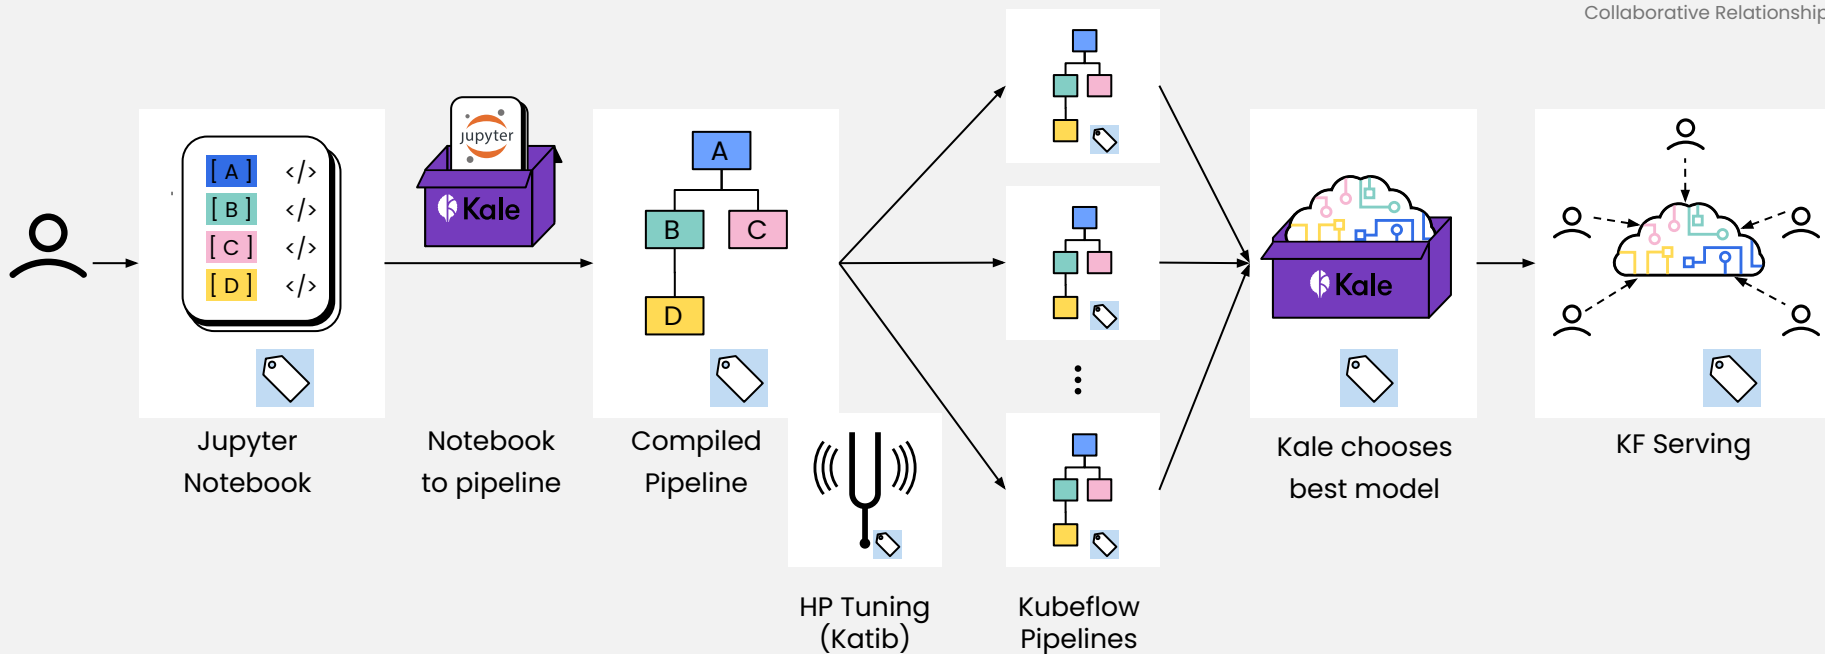 Collaborative Relationship
[ A ] </>
[ B ] </>
[ C ] </>
[ D ] </>
Jupyter
Notebook
Jupyter
Kale
Notebook
to pipeline
A
B
C
D
Compiled
Pipeline
HP Tuning
(Katib)
Kubeflow
Pipelines
Kale
Kale chooses
best model
KF Serving